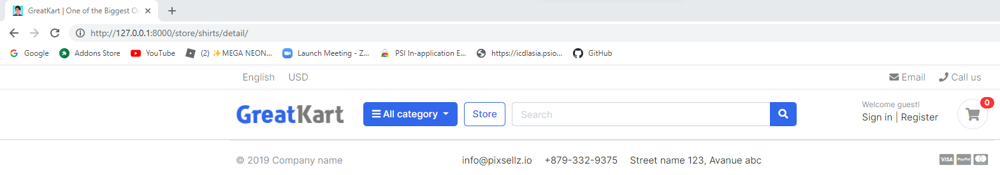 GreatKart | One of the Biggest O
http://127.0.0.1:8000/store/shirts/detail/
Google Addons Store YouTube (2) ✨MEGA NEON... Launch Meeting - Z... PSI In-application E... https://icdlasia.psio... GitHub
English USD Email Call us
GreatKart All category Store Search Welcome guest! 0
Sign in | Register
© 2019 Company name info@pixsellz.io +879-332-9375 Street name 123, Avanue abc VISA PayPal